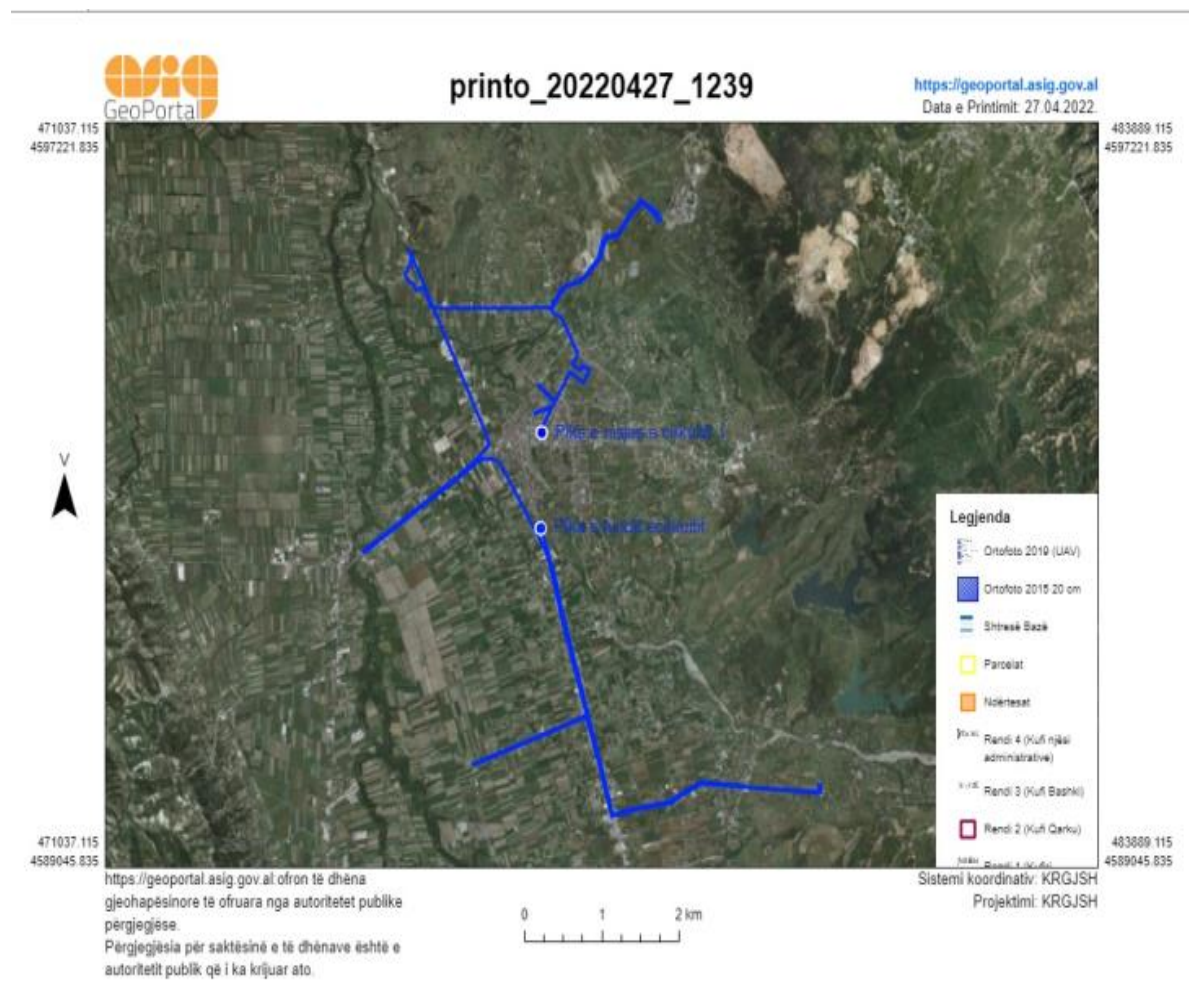 asig
GeoPortal
printo_20220427_1239
https://geoportal.asig.gov.al
Data e Printimit: 27.04.2022.
471037.115
4597221.835
483889.115
4597221.835
V
Pika e
Pika e
Legjenda
Ortofoto 2019 (UAV)
Ortofoto 2015 20 cm
Shtresë Bazë
Parcelat
Ndërtesat
Rendi 4 (Kufi njësi
administrative)
Rendi 3 (Kufi Bashki)
Rendi 2 (Kufi Qarku)
471037.115
4589045.835
483889.115
4589045.835
https://geoportal.asig.gov.al ofron të dhëna
gjeohapësinore të ofruara nga autoritetet publike
përgjegjëse.
Përgjegjësia për saktësinë e të dhënave është e
autoritetit publik që i ka krijuar ato.
0 1 2 km
Sistemi koordinativ: KRGJSH
Projektimi: KRGJSH